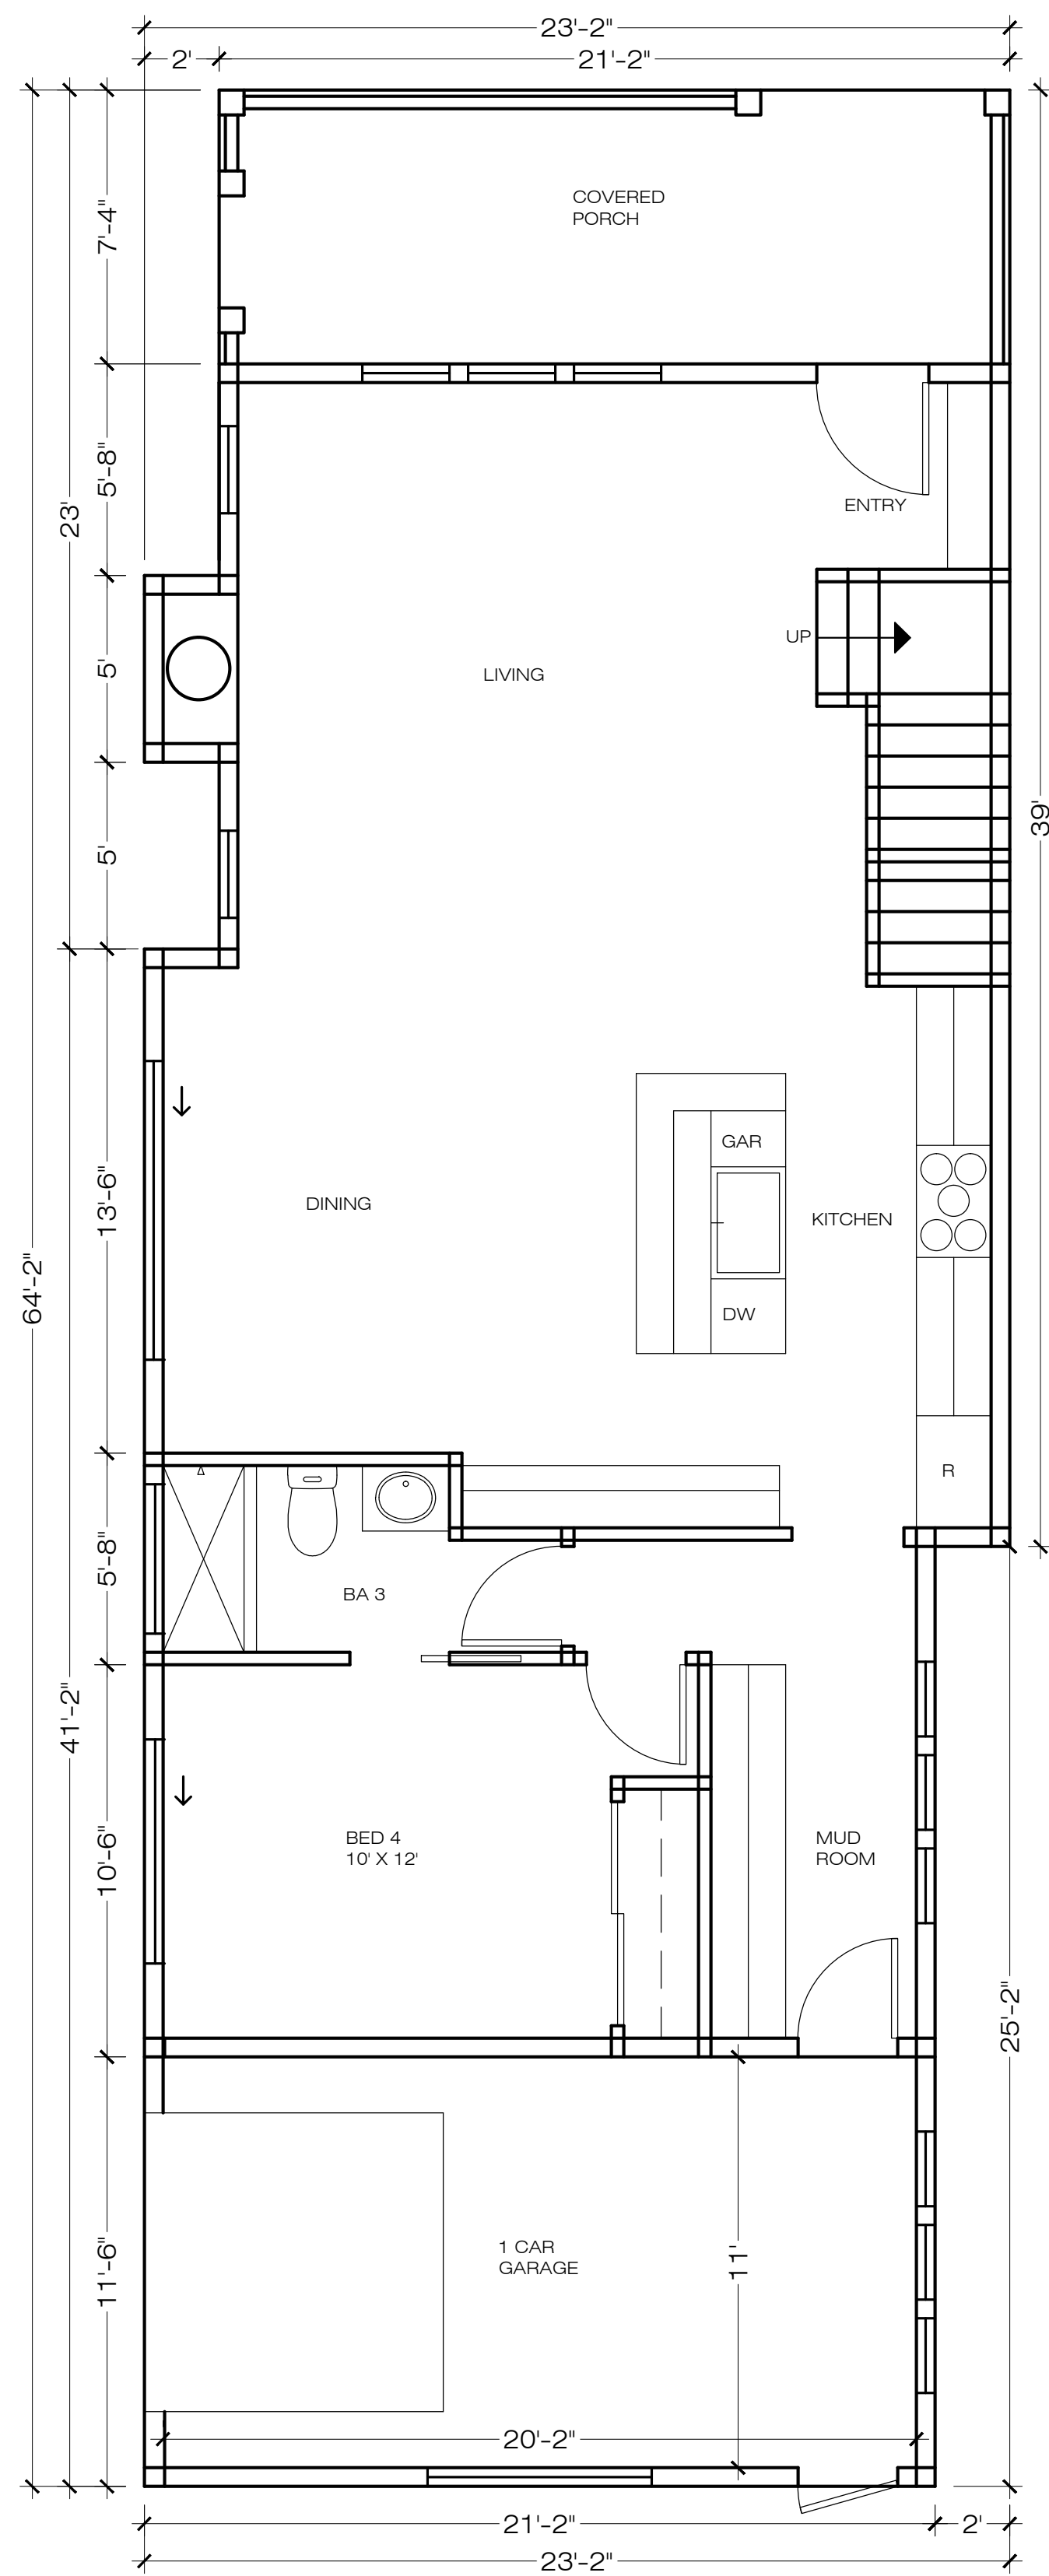 23'-2"
2'
21'-2"
COVERED
PORCH
7'-4"
5'-8"
23'
ENTRY
UP
5'
LIVING
39'
5'
GAR
13'-6"
DINING
KITCHEN
64'-2"
DW
R
5'-8"
BA 3
41'-2"
BED 4
10' X 12'
MUD
ROOM
10'-6"
25'-2"
1 CAR
GARAGE
11'
11'-6"
20'-2"
21'-2"
2'
23'-2"